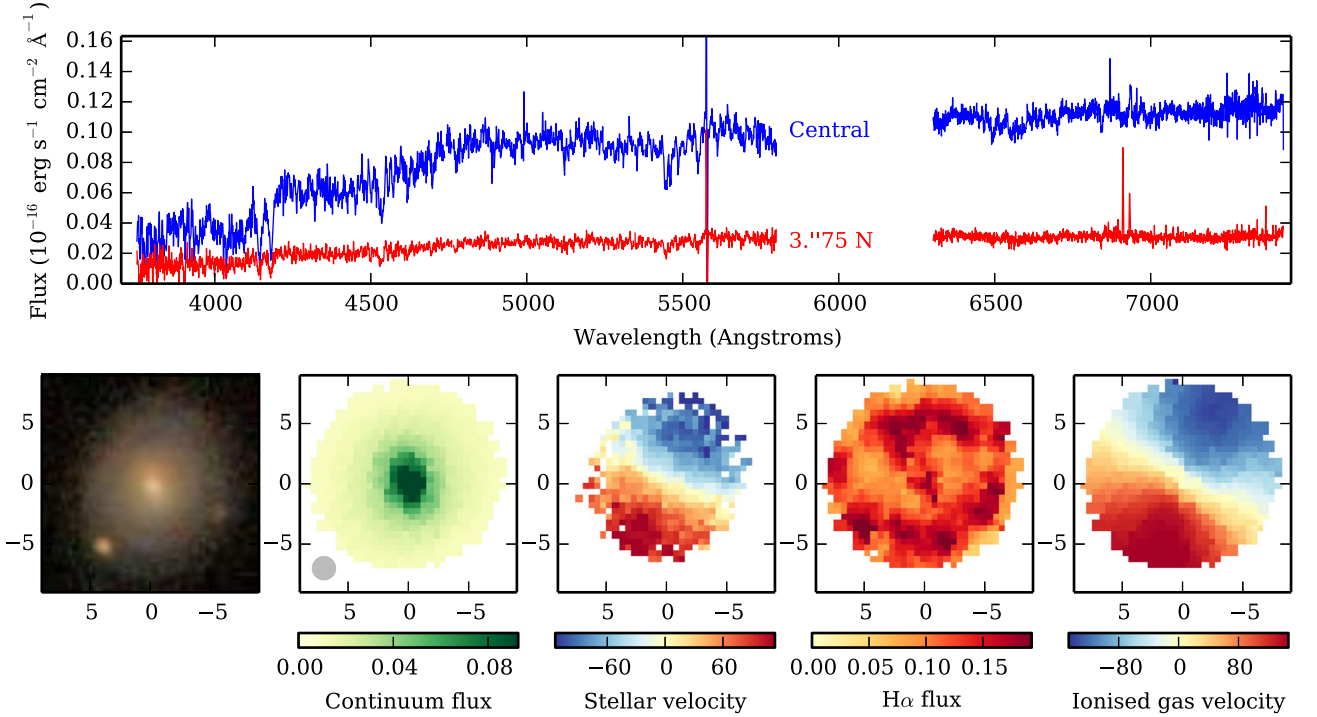 Flux (10⁻¹⁶ erg s⁻¹ cm⁻² Å⁻¹)
0.16
0.14
0.12
0.10
0.08
0.06
0.04
0.02
0.00
Central
3.''75 N
4000 4500 5000 5500 6000 6500 7000
Wavelength (Angstroms)
5 0 −5
5 0 −5
5 0 −5
5 0 −5
5 0 −5
5 0 −5
5 0 −5
5 0 −5
5 0 −5
5 0 −5
0.00 0.04 0.08
−60 0 60
0.00 0.05 0.10 0.15
−80 0 80
Continuum flux
Stellar velocity
Hα flux
Ionised gas velocity